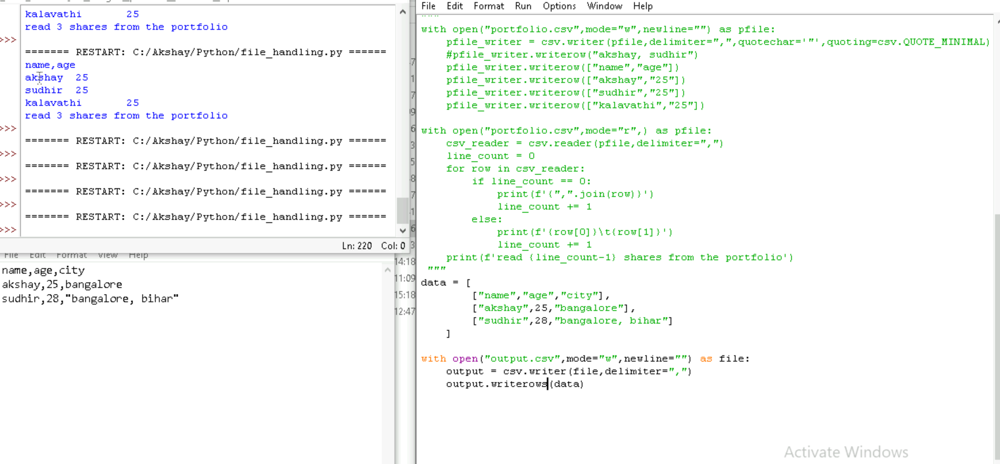 kalavathi       25
read 3 shares from the portfolio
>>>
======= RESTART: C:/Akshay/Python/file_handling.py ======
name,age
akshay  25
sudhir  25
kalavathi       25
read 3 shares from the portfolio
>>>
======= RESTART: C:/Akshay/Python/file_handling.py ======
>>>
======= RESTART: C:/Akshay/Python/file_handling.py ======
>>>
======= RESTART: C:/Akshay/Python/file_handling.py ======
>>>
======= RESTART: C:/Akshay/Python/file_handling.py ======
>>>
Ln: 220  Col: 0
File  Edit  Format  View  Help
name,age,city
akshay,25,bangalore
sudhir,28,"bangalore, bihar"
14:18
11:09
15:18
12:47
File  Edit  Format  Run  Options  Window  Help
with open("portfolio.csv",mode="w",newline="") as pfile:
    pfile_writer = csv.writer(pfile,delimiter=",",quotechar='"',quoting=csv.QUOTE_MINIMAL)
    #pfile_writer.writerow("akshay, sudhir")
    pfile_writer.writerow(["name","age"])
    pfile_writer.writerow(["akshay","25"])
    pfile_writer.writerow(["sudhir","25"])
    pfile_writer.writerow(["kalavathi","25"])
with open("portfolio.csv",mode="r",) as pfile:
    csv_reader = csv.reader(pfile,delimiter=",")
    line_count = 0
    for row in csv_reader:
        if line_count == 0:
            print(f'{",".join(row)}')
            line_count += 1
        else:
            print(f'{row[0]}\t{row[1]}')
            line_count += 1
    print(f'read {line_count-1} shares from the portfolio')
 """
data = [
        ["name","age","city"],
        ["akshay",25,"bangalore"],
        ["sudhir",28,"bangalore, bihar"]
    ]
with open("output.csv",mode="w",newline="") as file:
    output = csv.writer(file,delimiter=",")
    output.writerows(data)
Activate Windows